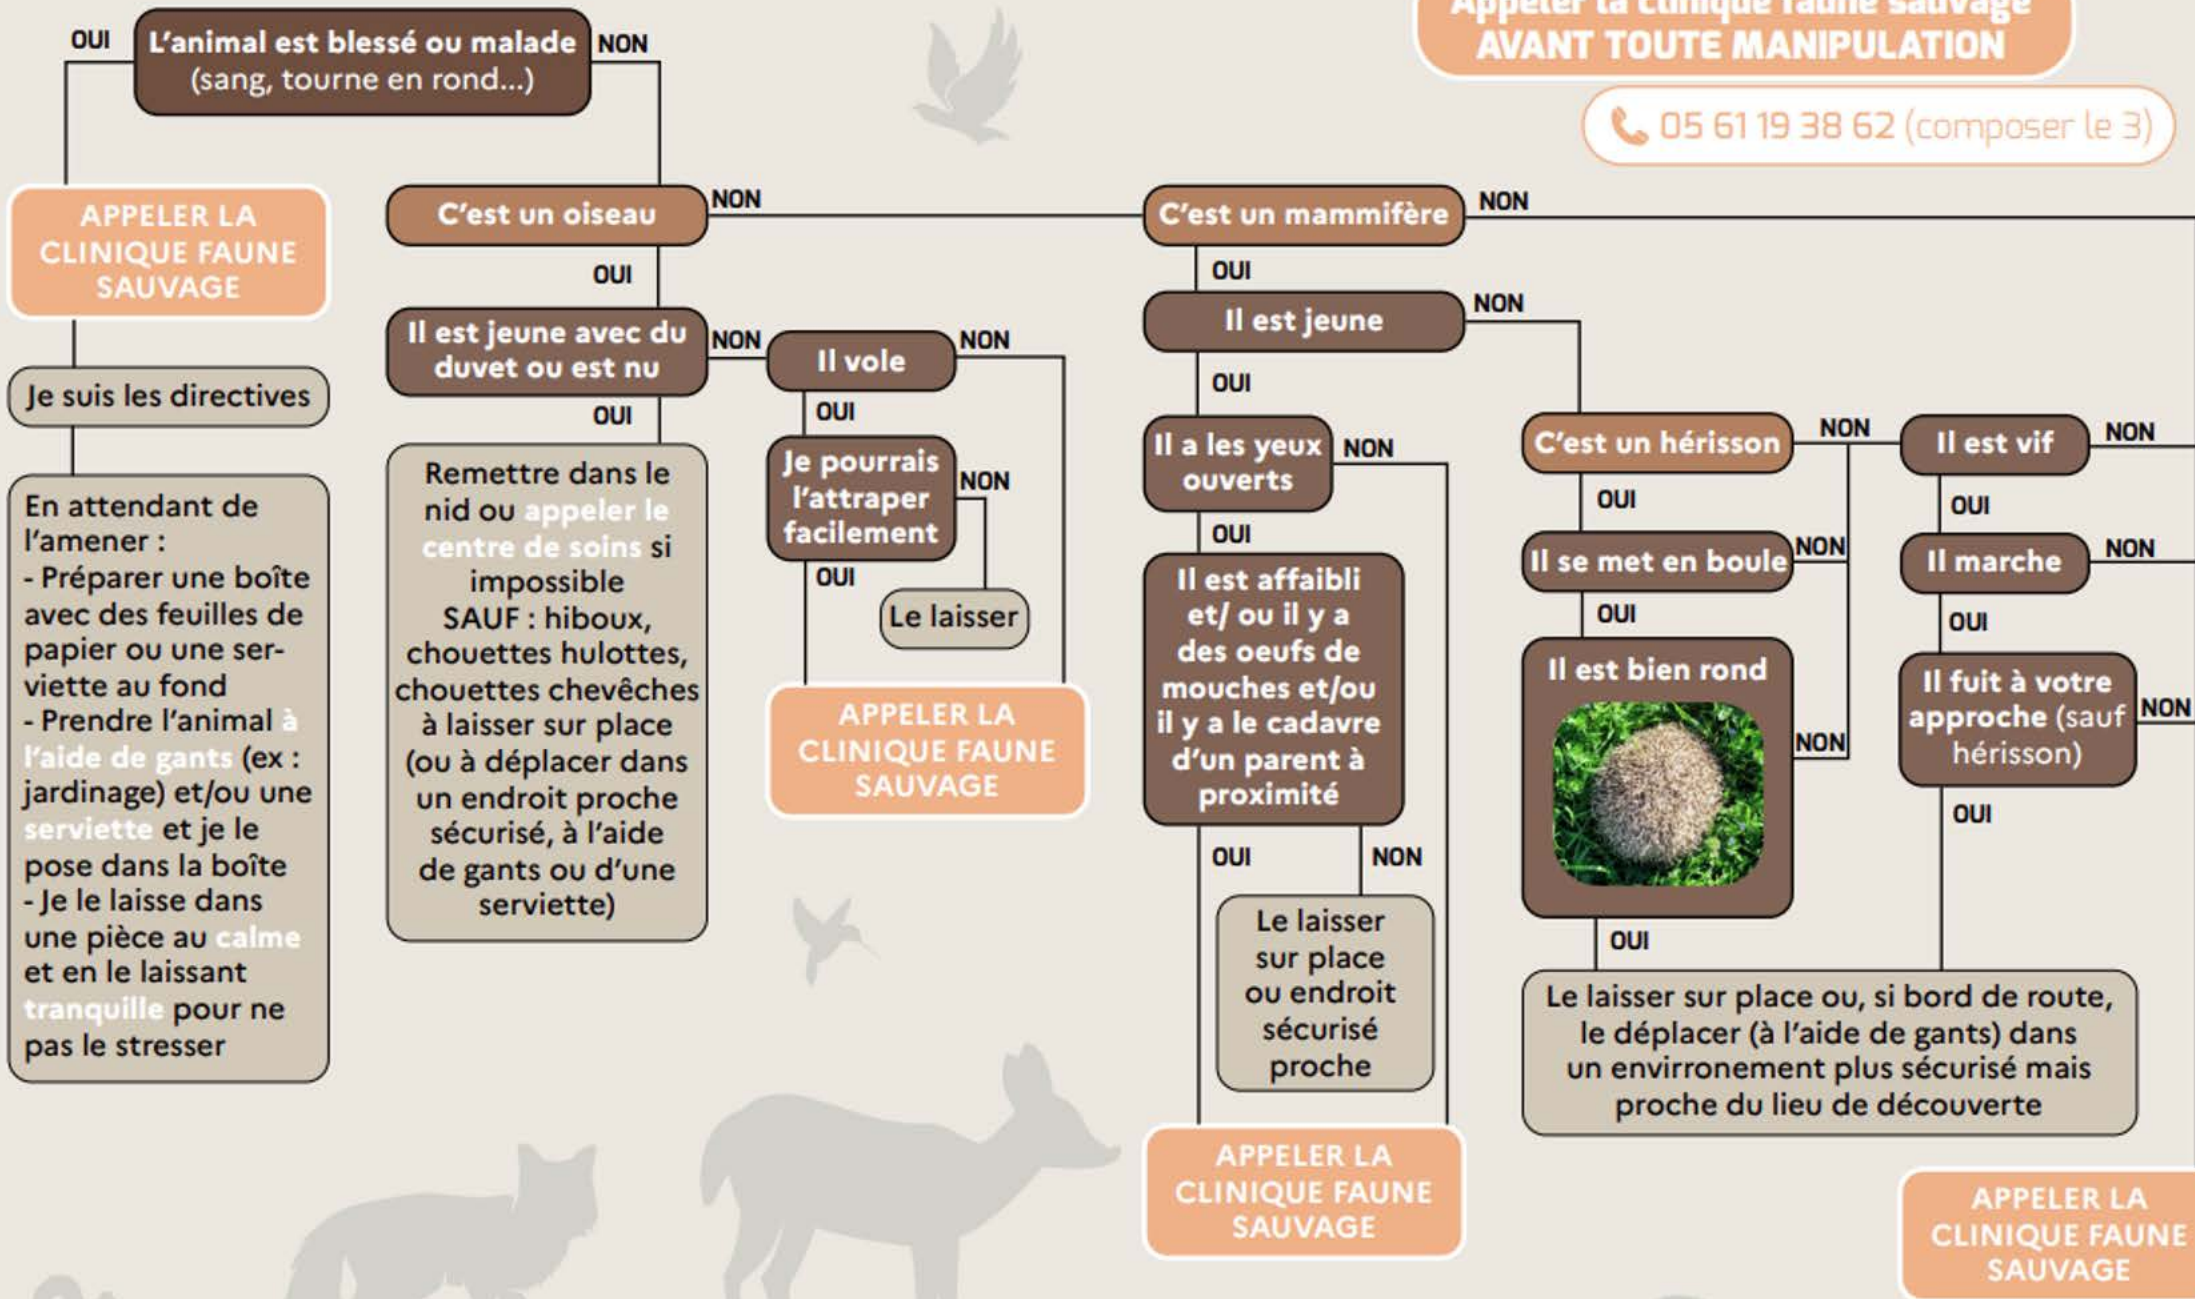 Appeler la clinique faune sauvage
AVANT TOUTE MANIPULATION
05 61 19 38 62 (composer le 3)
OUI
L'animal est blessé ou malade
(sang, tourne en rond...)
NON
APPELER LA
CLINIQUE FAUNE
SAUVAGE
Je suis les directives
En attendant de
l'amener :
- Préparer une boîte
avec des feuilles de
papier ou une ser-
viette au fond
- Prendre l'animal à
l'aide de gants (ex :
jardinage) et/ou une
serviette et je le
pose dans la boîte
- Je le laisse dans
une pièce au calme
et en le laissant
tranquille pour ne
pas le stresser
C'est un oiseau
NON
OUI
Il est jeune avec du
duvet ou est nu
NON
OUI
Remettre dans le
nid ou appeler le
centre de soins si
impossible
SAUF : hiboux,
chouettes hulottes,
chouettes chevêches
à laisser sur place
(ou à déplacer dans
un endroit proche
sécurisé, à l'aide
de gants ou d'une
serviette)
Il vole
NON
OUI
Je pourrais
l'attraper
facilement
NON
OUI
Le laisser
APPELER LA
CLINIQUE FAUNE
SAUVAGE
C'est un mammifère
NON
OUI
Il est jeune
NON
OUI
Il a les yeux
ouverts
NON
OUI
Il est affaibli
et/ ou il y a
des oeufs de
mouches et/ou
il y a le cadavre
d'un parent à
proximité
OUI
NON
Le laisser
sur place
ou endroit
sécurisé
proche
APPELER LA
CLINIQUE FAUNE
SAUVAGE
C'est un hérisson
NON
OUI
Il se met en boule
NON
OUI
Il est bien rond
NON
OUI
Il est vif
NON
OUI
Il marche
NON
OUI
Il fuit à votre
approche (sauf
hérisson)
NON
OUI
Le laisser sur place ou, si bord de route,
le déplacer (à l'aide de gants) dans
un envirronement plus sécurisé mais
proche du lieu de découverte
APPELER LA
CLINIQUE FAUNE
SAUVAGE